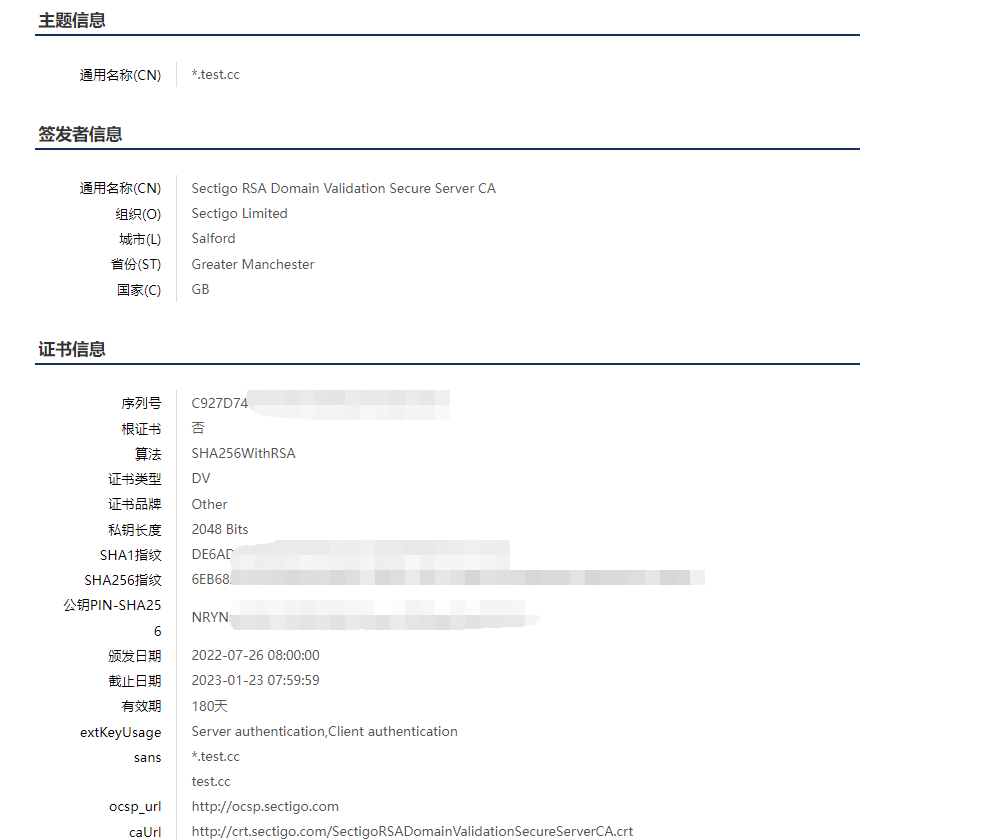 主题信息
通用名称(CN) *.test.cc
签发者信息
通用名称(CN) Sectigo RSA Domain Validation Secure Server CA
组织(O) Sectigo Limited
城市(L) Salford
省份(ST) Greater Manchester
国家(C) GB
证书信息
序列号 C927D74
根证书 否
算法 SHA256WithRSA
证书类型 DV
证书品牌 Other
私钥长度 2048 Bits
SHA1指纹 DE6AD
SHA256指纹 6EB68
公钥PIN-SHA25
6 NRYN
颁发日期 2022-07-26 08:00:00
截止日期 2023-01-23 07:59:59
有效期 180天
extKeyUsage Server authentication,Client authentication
sans *.test.cc
test.cc
ocsp_url http://ocsp.sectigo.com
caUrl http://crt.sectigo.com/SectigoRSADomainValidationSecureServerCA.crt